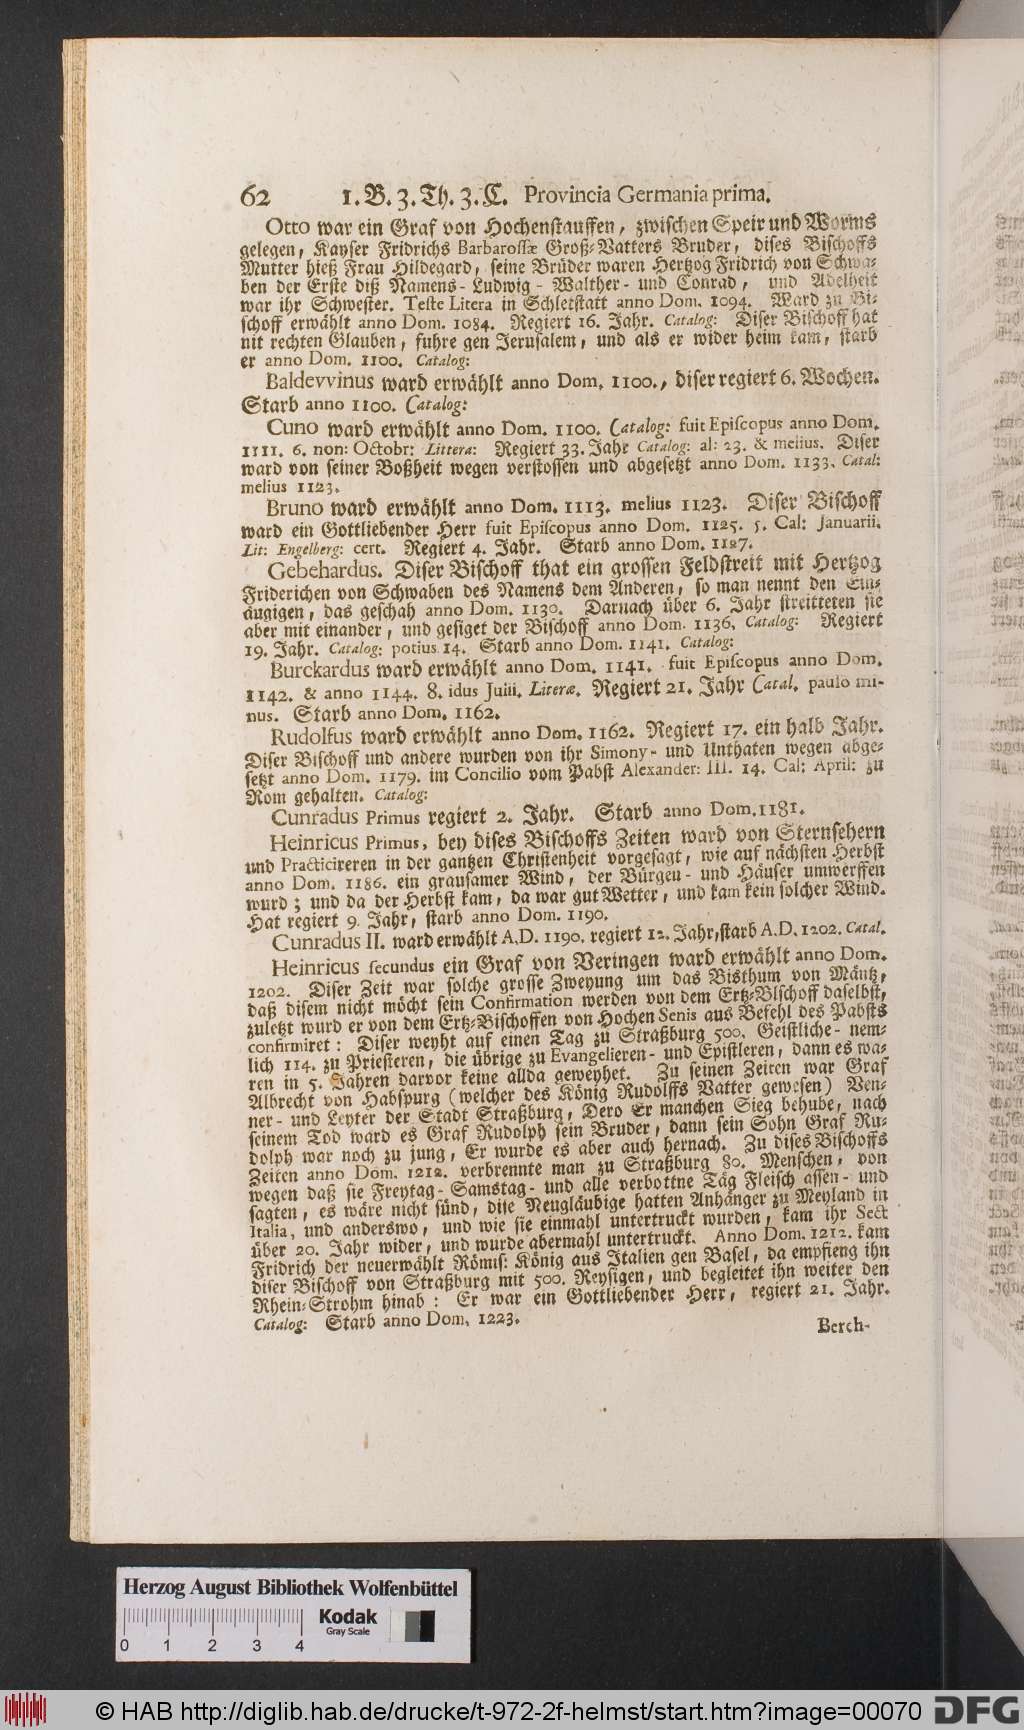 62 1. B. 3. Th. 3. C. Provincia Germania prima.
Otto war ein Graf von Hochenstauffen, zwischen Speir und Worms
gelegen, Kayser Fridrichs Barbarossæ Groß-Vatters Bruder, dises Bischoffs
Mutter hieß Frau Hildegard, seine Brüder waren Hertzog Fridrich von Schwa-
ben der Erste diß Namens- Ludwig- Walther- und Conrad, und Adelheit
war ihr Schwester. Teste Litera in Schletstatt anno Dom. 1094. Ward zu Bi-
schoff erwählt anno Dom. 1084. Regiert 16. Jahr. Catalog: Diser Bischoff hat
nit rechten Glauben, fuhre gen Jerusalem, und als er wider heim kam, starb
er anno Dom. 1100. Catalog:
Baldevvinus ward erwählt anno Dom. 1100., diser regiert 6. Wochen.
Starb anno 1100. Catalog:
Cuno ward erwählt anno Dom. 1100. Catalog: fuit Episcopus anno Dom.
1111. 6. non: Octobr: Litteræ: Regiert 33. Jahr Catalog: al: 23. & melius. Diser
ward von seiner Boßheit wegen verstossen und abgesetzt anno Dom. 1133. Catal:
melius 1123.
Bruno ward erwählt anno Dom. 1113. melius 1123. Diser Bischoff
ward ein Gottliebender Herr fuit Episcopus anno Dom. 1125. 5. Cal: Januarii.
Lit: Engelberg: cert. Regiert 4. Jahr. Starb anno Dom. 1127.
Gebehardus. Diser Bischoff that ein grossen Feldstreit mit Hertzog
Friderichen von Schwaben des Namens dem Anderen, so man nennt den Ein-
äugigen, das geschah anno Dom. 1130. Darnach über 6. Jahr streitteten sie
aber mit einander, und gesiget der Bischoff anno Dom. 1136. Catalog: Regiert
19. Jahr. Catalog: potius 14. Starb anno Dom. 1141. Catalog:
Burckardus ward erwählt anno Dom. 1141. fuit Episcopus anno Dom.
1142. & anno 1144. 8. idus Julii. Literæ. Regiert 21. Jahr Catal. paulo mi-
nus. Starb anno Dom. 1162.
Rudolfus ward erwählt anno Dom. 1162. Regiert 17. ein halb Jahr.
Diser Bischoff und andere wurden von ihr Simony- und Unthaten wegen abge-
setzt anno Dom. 1179. im Concilio vom Pabst Alexander: III. 14. Cal: April: zu
Rom gehalten. Catalog:
Cunradus Primus regiert 2. Jahr. Starb anno Dom. 1181.
Heinricus Primus, bey dises Bischoffs Zeiten ward von Sternsehern
und Practicireren in der gantzen Christenheit vorgesagt, wie auf nächsten Herbst
anno Dom. 1186. ein grausamer Wind, der Bürgen- und Häuser umwerffen
wurd; und da der Herbst kam, da war gut Wetter, und kam kein solcher Wind.
Hat regiert 9. Jahr, starb anno Dom. 1190.
Cunradus II. ward erwählt A.D. 1190. regiert 12. Jahr, starb A.D. 1202. Catal.
Heinricus secundus ein Graf von Veringen ward erwählt anno Dom.
1202. Diser Zeit war solche grosse Zweyung um das Bisthum von Mäntz,
daß disem nicht möcht sein Confirmation werden von dem Ertz-Bischoff daselbst,
zuletzt wurd er von dem Ertz-Bischoffen von Hochen Senis aus Befehl des Pabsts
confirmiret: Diser weyht auf einen Tag zu Straßburg 500. Geistliche- nem-
lich 114. zu Priesteren, die übrige zu Evangelieren- und Epistleren, dann es wa-
ren in 5. Jahren darvor keine allda geweyhet. Zu seinen Zeiten war Graf
Albrecht von Habspurg (welcher des König Rudolffs Vatter gewesen) Ven-
ner- und Leyter der Stadt Straßburg, Dero Er manchen Sieg behube, nach
seinem Tod ward es Graf Rudolph sein Bruder, dann sein Sohn Graf Ru-
dolph war noch zu jung, Er wurde es aber auch hernach. Zu dises Bischoffs
Zeiten anno Dom. 1212. verbrennte man zu Straßburg 80. Menschen, von
wegen daß sie Freytag- Samstag- und alle verbottne Täg Fleisch assen- und
sagten, es wäre nicht sünd, dise Neugläubige hatten Anhänger zu Meyland in
Italia, und anderswo, und wie sie einmahl untertruckt wurden, kam ihr Sect
über 20. Jahr wider, und wurde abermahl untertruckt. Anno Dom. 1212. kam
Fridrich der neuerwählt Römis: König aus Italien gen Basel, da empfieng ihn
diser Bischoff von Straßburg mit 500. Reysigen, und begleitet ihn weiter den
Rhein-Strohm hinab: Er war ein Gottliebender Herr, regiert 21. Jahr.
Catalog: Starb anno Dom. 1223.
Berch-
Herzog August Bibliothek Wolfenbüttel
Kodak
Gray Scale
0 1 2 3 4
© HAB http://diglib.hab.de/drucke/t-972-2f-helmst/start.htm?image=00070 DFG